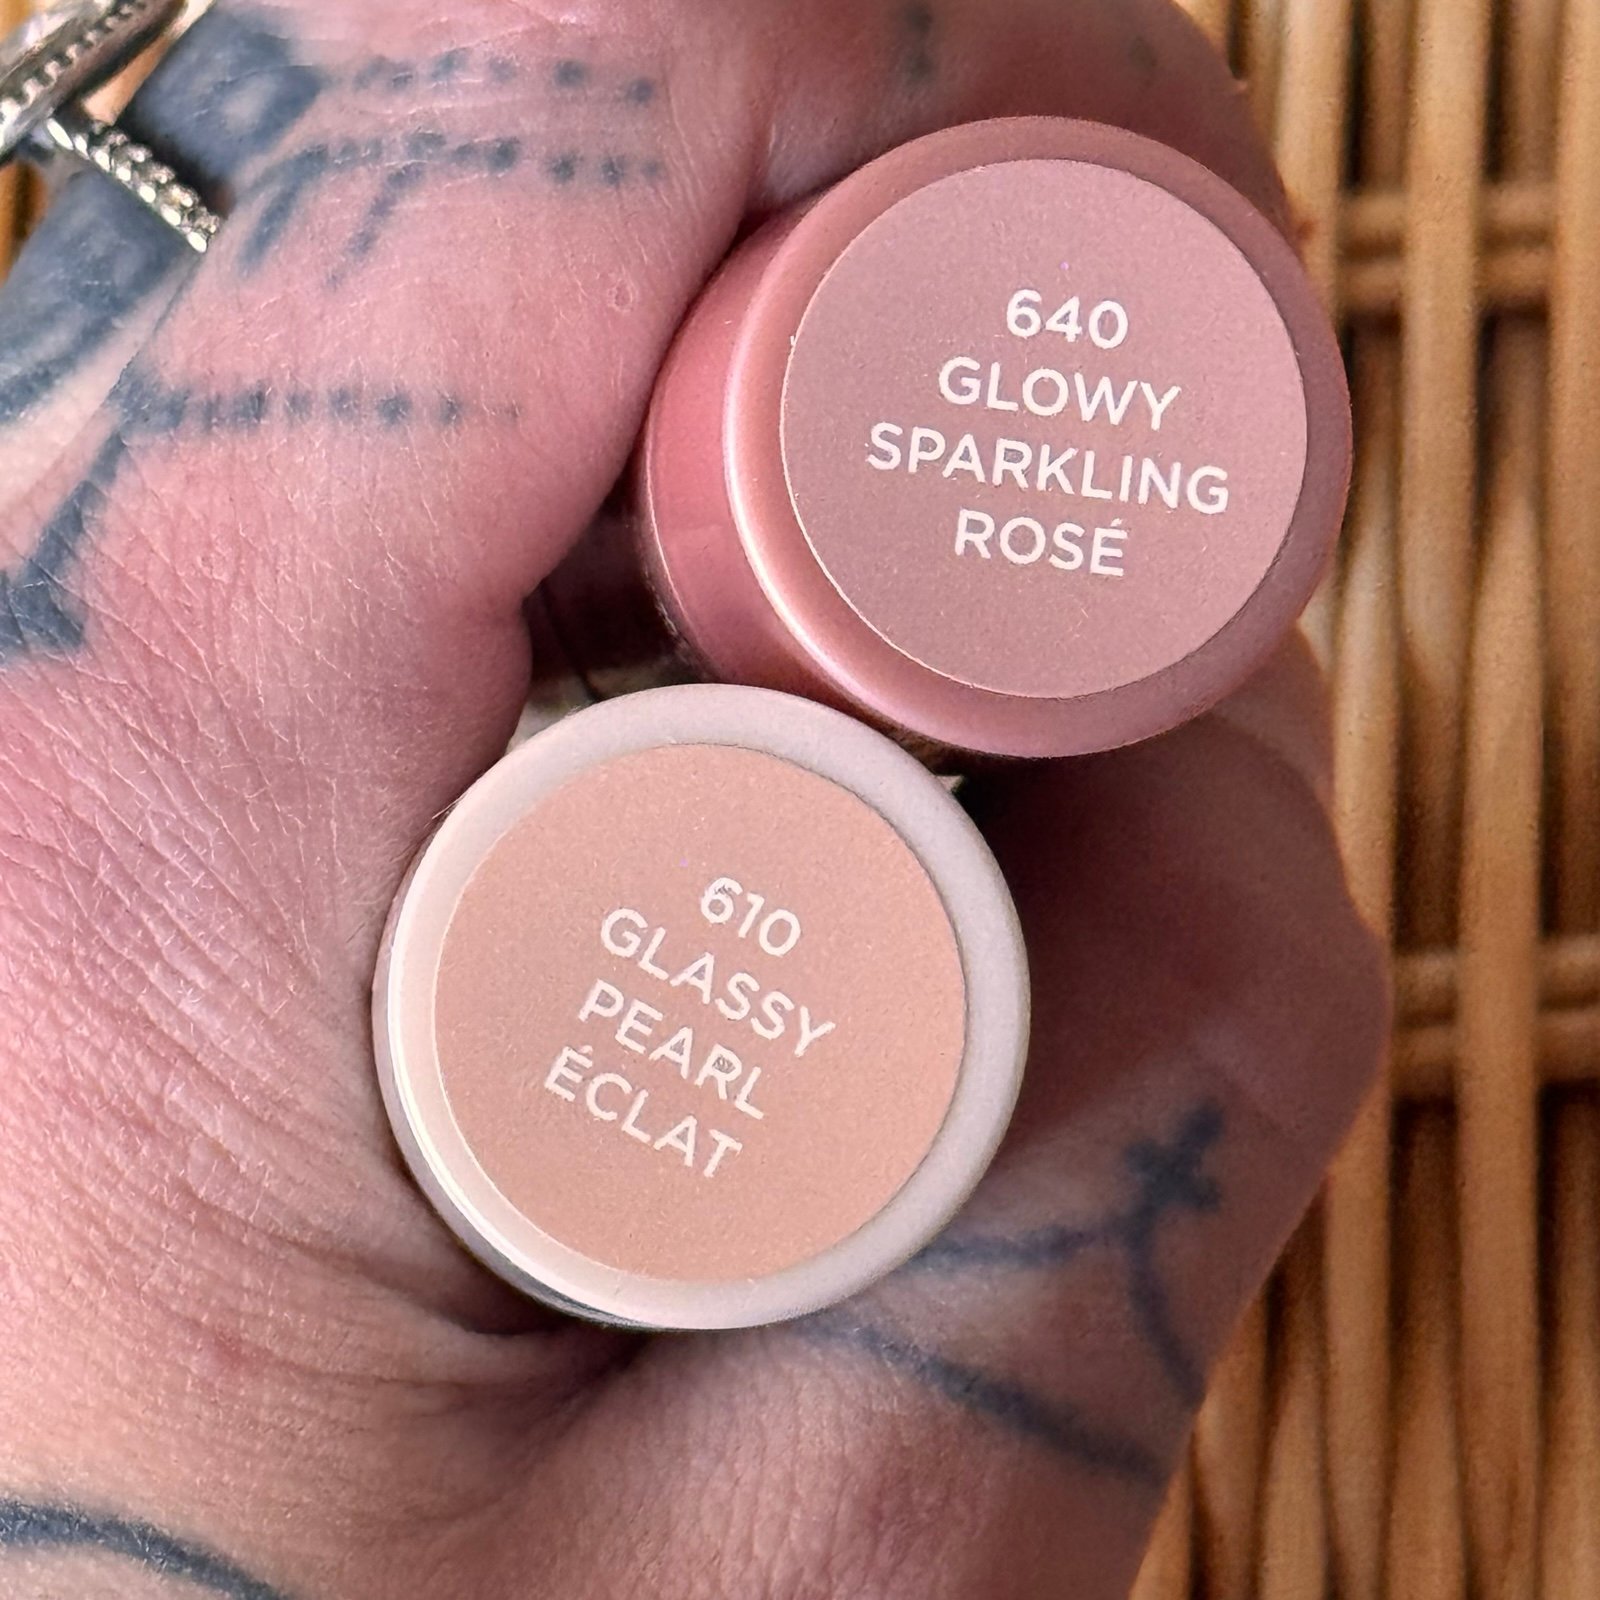 640
GLOWY
SPARKLING
ROSÉ
610
GLASSY
PEARL
ÉCLAT